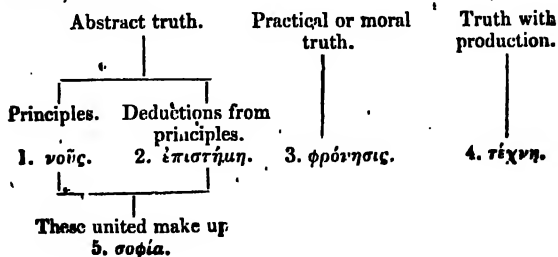 Abstract truth. Practical or moral truth. Truth with production.
Principles. Deductions from principles.
1. νοῦς. 2. ἐπιστήμη. 3. φρόνησις. 4. τέχνη.
These united make up
5. σοφία.